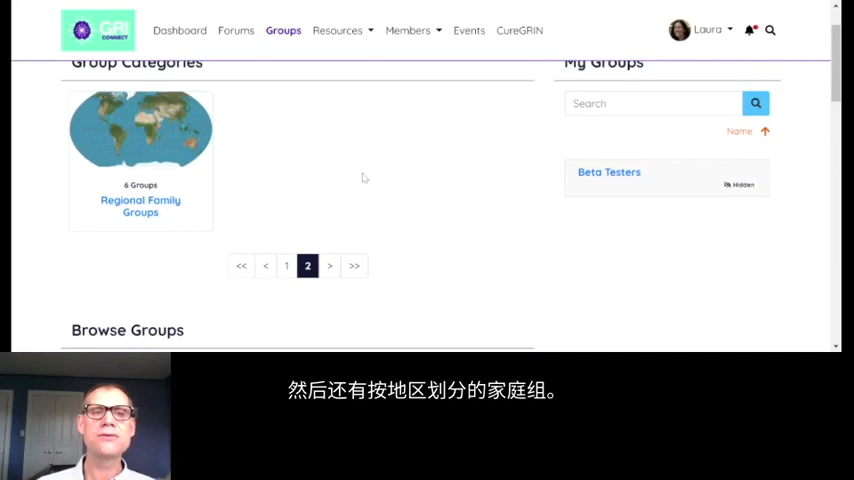 GRI
CONNECT
Dashboard
Forums
Groups
Resources
Members
Events
CureGRIN
Laura
Group Categories
My Groups
6 Groups
Regional Family
Groups
Search
Name
Beta Testers
Hidden
<< < 1 2 > >>
Browse Groups
然后还有按地区划分的家庭组。